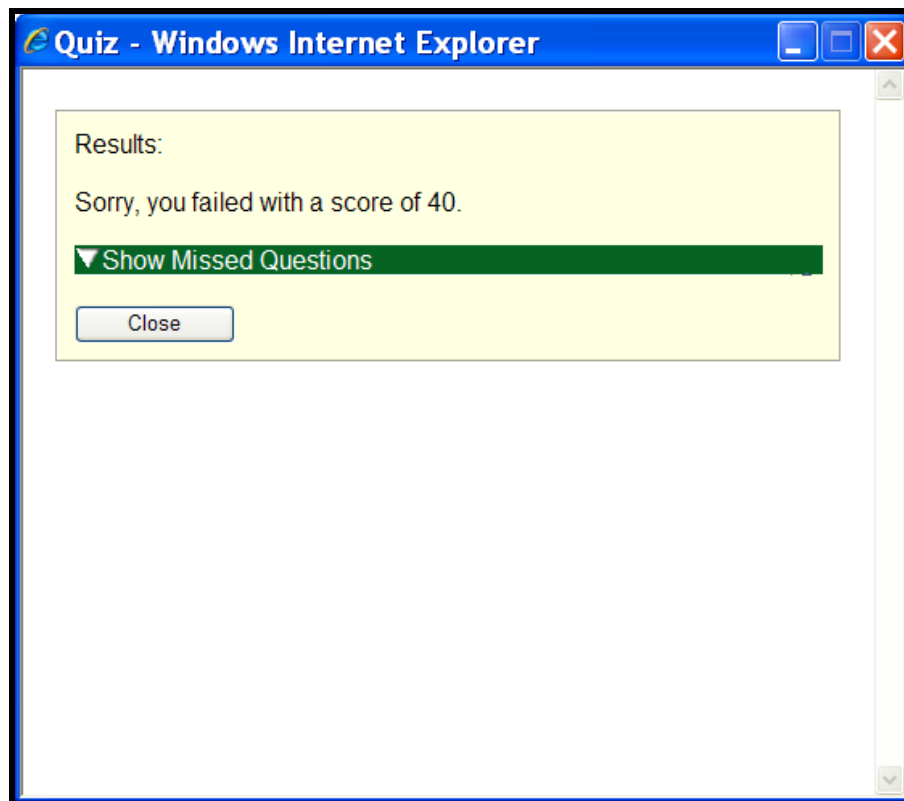 Quiz - Windows Internet Explorer
Results:
Sorry, you failed with a score of 40.
Show Missed Questions
Close